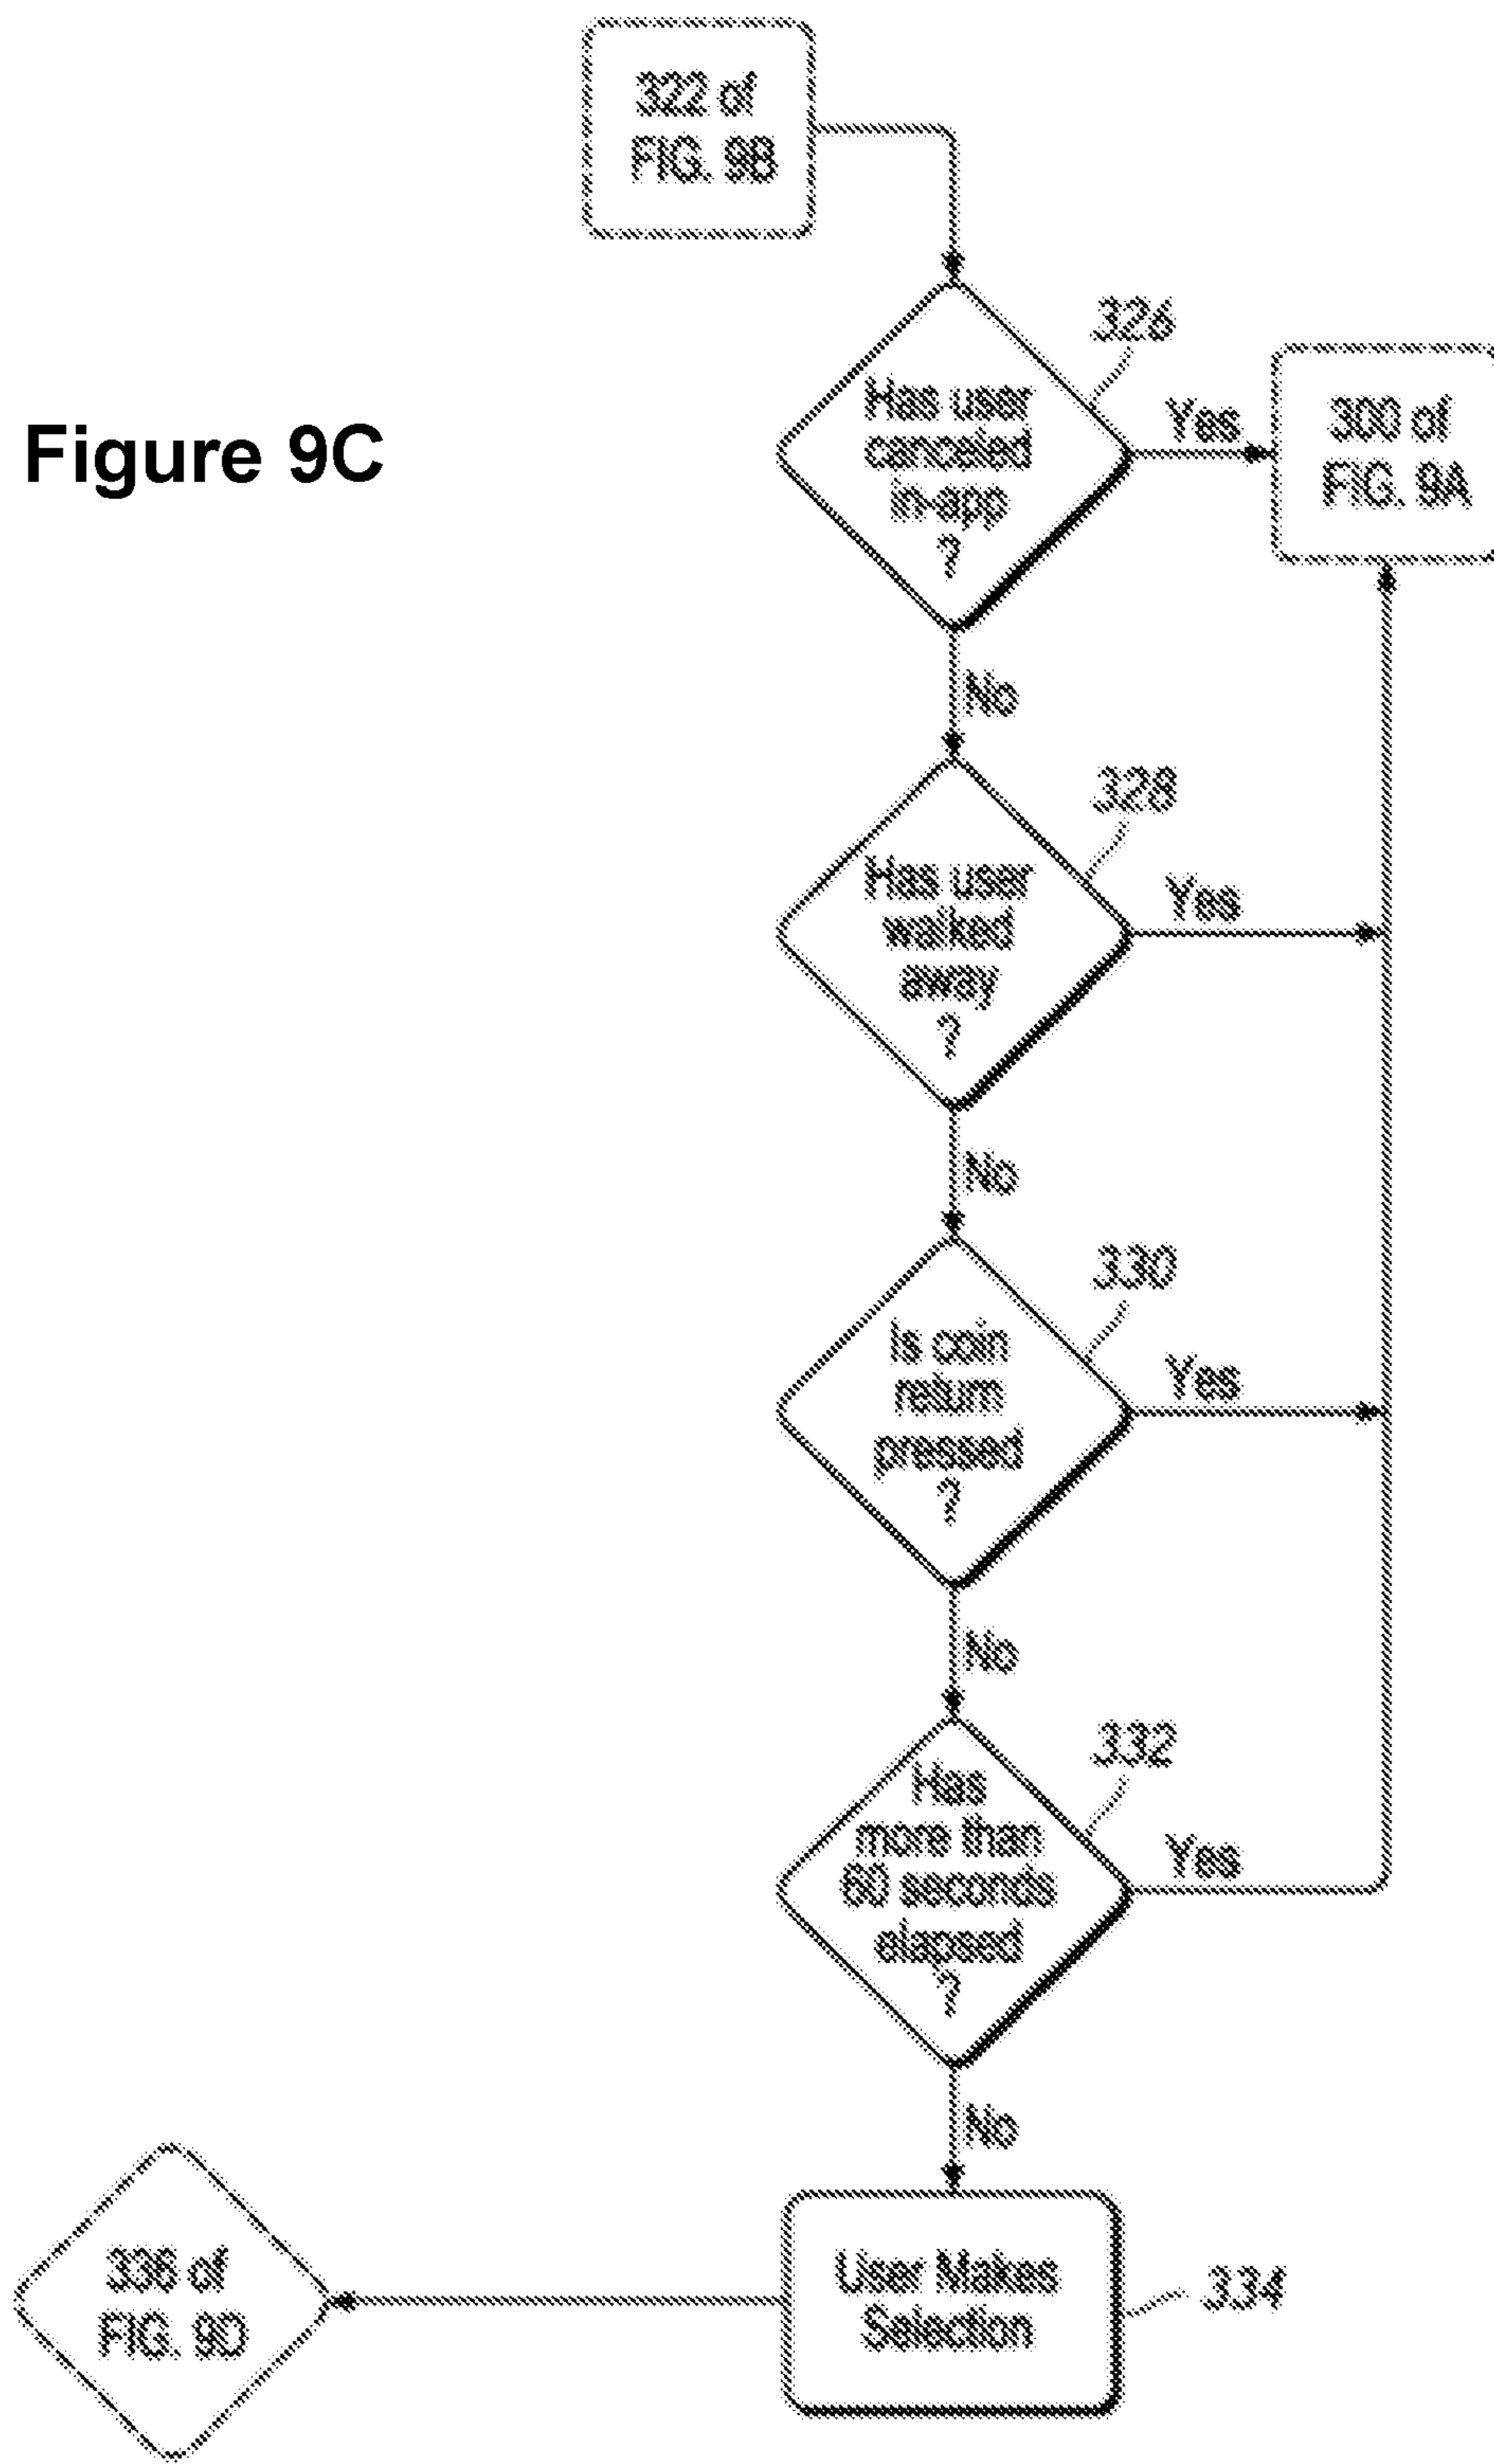 322 of
FIG. 9B
326
Has user
canceled
in-app
?
Yes
300 of
FIG. 9A
Figure 9C
No
328
Has user
walked
away
?
Yes
No
330
Is coin
return
pressed
?
Yes
No
332
Has
more than
60 seconds
elapsed
?
Yes
No
336 of
FIG. 9D
User Makes
Selection
334